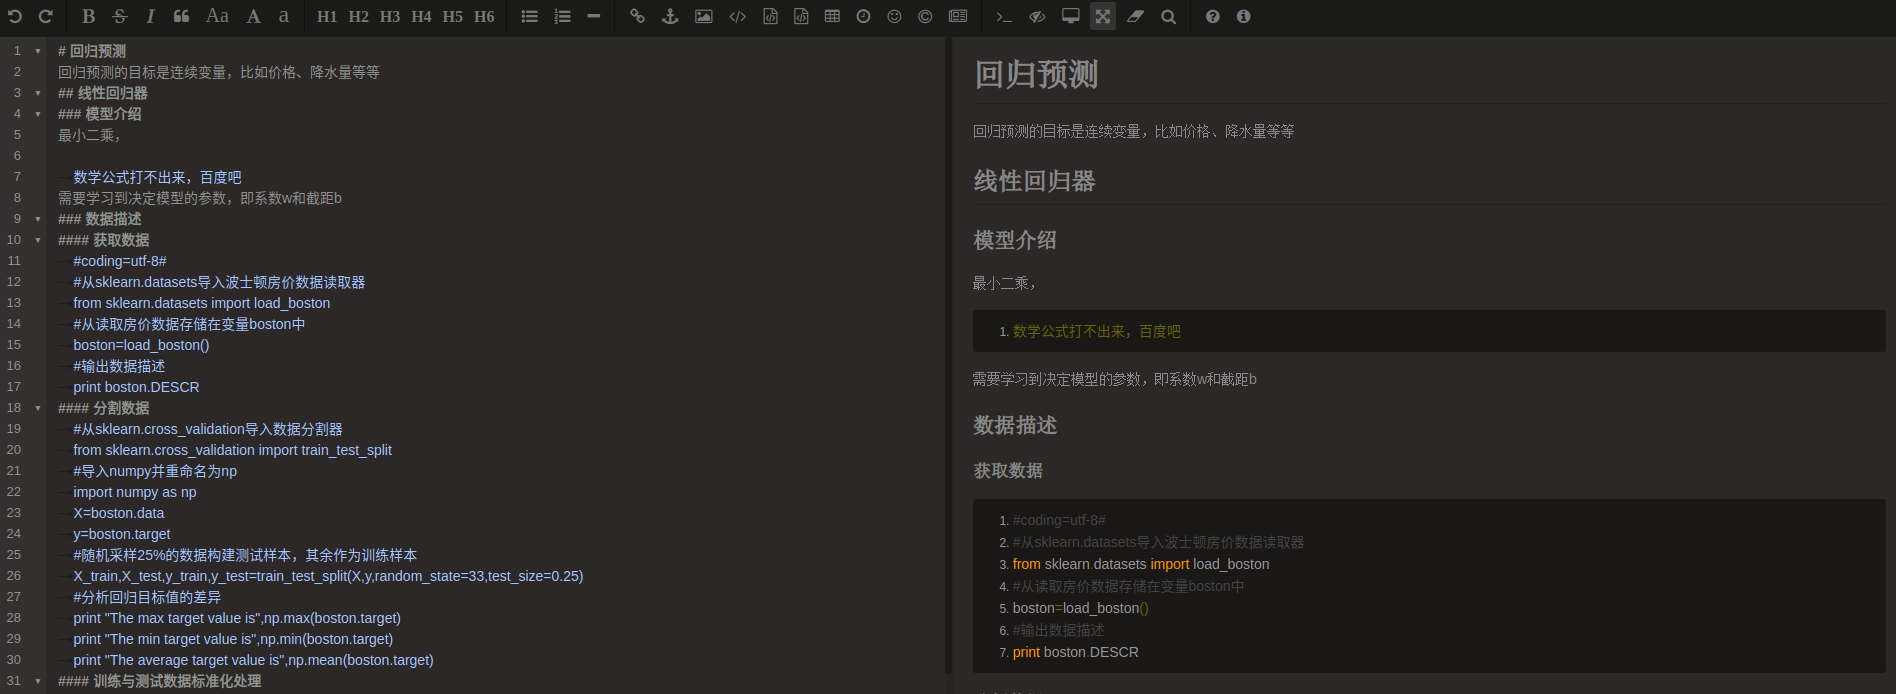 B S I “ Aa A a H1 H2 H3 H4 H5 H6
1 # 回归预测
2 回归预测的目标是连续变量，比如价格、降水量等等
3 ## 线性回归器
4 ### 模型介绍
5 最小二乘，
6
7 数学公式打不出来，百度吧
8 需要学习到决定模型的参数，即系数w和截距b
9 ### 数据描述
10 #### 获取数据
11 #coding=utf-8#
12 #从sklearn.datasets导入波士顿房价数据读取器
13 from sklearn.datasets import load_boston
14 #从读取房价数据存储在变量boston中
15 boston=load_boston()
16 #输出数据描述
17 print boston.DESCR
18 #### 分割数据
19 #从sklearn.cross_validation导入数据分割器
20 from sklearn.cross_validation import train_test_split
21 #导入numpy并重命名为np
22 import numpy as np
23 X=boston.data
24 y=boston.target
25 #随机采样25%的数据构建测试样本，其余作为训练样本
26 X_train,X_test,y_train,y_test=train_test_split(X,y,random_state=33,test_size=0.25)
27 #分析回归目标值的差异
28 print "The max target value is",np.max(boston.target)
29 print "The min target value is",np.min(boston.target)
30 print "The average target value is",np.mean(boston.target)
31 #### 训练与测试数据标准化处理
回归预测
回归预测的目标是连续变量，比如价格、降水量等等
线性回归器
模型介绍
最小二乘，
1. 数学公式打不出来，百度吧
需要学习到决定模型的参数，即系数w和截距b
数据描述
获取数据
1. #coding=utf-8#
2. #从sklearn.datasets导入波士顿房价数据读取器
3. from sklearn.datasets import load_boston
4. #从读取房价数据存储在变量boston中
5. boston=load_boston()
6. #输出数据描述
7. print boston.DESCR